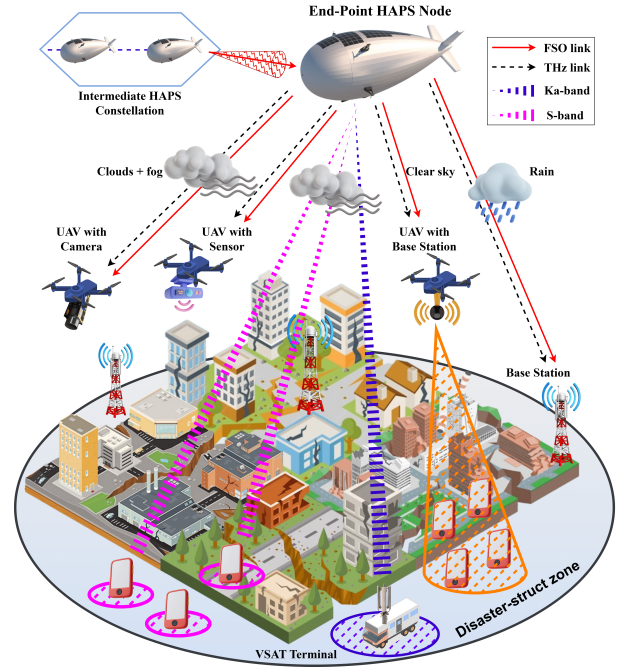 End-Point HAPS Node
FSO link
THz link
Ka-band
S-band
Intermediate HAPS
Constellation
Clouds + fog
Clear sky
Rain
UAV with
Camera
UAV with
Sensor
UAV with
Base Station
Base Station
Disaster-struct zone
VSAT Terminal